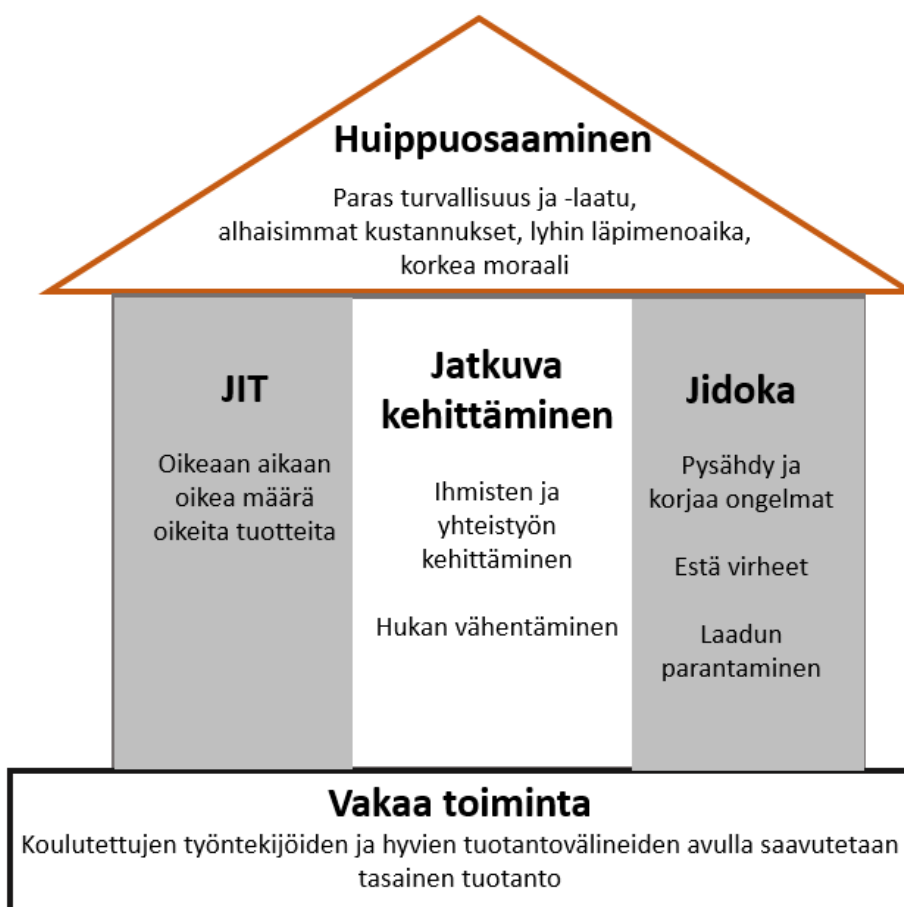 Huippuosaaminen
Paras turvallisuus ja -laatu,
alhaisimmat kustannukset, lyhin läpimenoaika,
korkea moraali
JIT
Oikeaan aikaan
oikea määrä
oikeita tuotteita
Jatkuva
kehittäminen
Ihmisten ja
yhteistyön
kehittäminen
Hukan vähentäminen
Jidoka
Pysähdy ja
korjaa ongelmat
Estä virheet
Laadun
parantaminen
Vakaa toiminta
Koulutettujen työntekijöiden ja hyvien tuotantovälineiden avulla saavutetaan
tasainen tuotanto